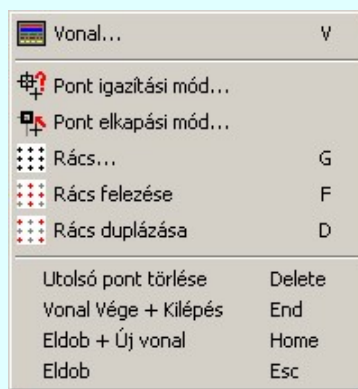 Vonal... V
Pont igazítási mód...
Pont elkapási mód...
Rács... G
Rács felezése F
Rács duplázása D
Utolsó pont törlése Delete
Vonal Vége + Kilépés End
Eldob + Új vonal Home
Eldob Esc